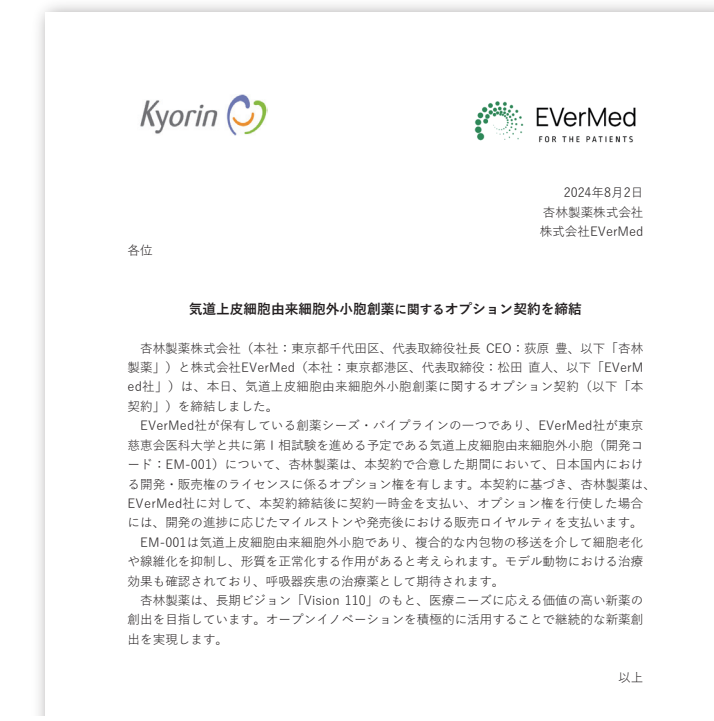 Kyorin
EVerMed
FOR THE PATIENTS
2024年8月2日
杏林製薬株式会社
株式会社EVerMed
各位
気道上皮細胞由来細胞外小胞創薬に関するオプション契約を締結
杏林製薬株式会社（本社：東京都千代田区、代表取締役社長 CEO：荻原 豊、以下「杏林
製薬」）と株式会社EVerMed（本社：東京都港区、代表取締役：松田 直人、以下「EVerM
ed社」）は、本日、気道上皮細胞由来細胞外小胞創薬に関するオプション契約（以下「本
契約」）を締結しました。
EVerMed社が保有している創薬シーズ・パイプラインの一つであり、EVerMed社が東京
慈恵会医科大学と共に第Ⅰ相試験を進める予定である気道上皮細胞由来細胞外小胞（開発コ
ード：EM-001）について、杏林製薬は、本契約で合意した期間において、日本国内におけ
る開発・販売権のライセンスに係るオプション権を有します。本契約に基づき、杏林製薬は、
EVerMed社に対して、本契約締結後に契約一時金を支払い、オプション権を行使した場合
には、開発の進捗に応じたマイルストンや発売後における販売ロイヤルティを支払います。
EM-001は気道上皮細胞由来細胞外小胞であり、複合的な内包物の移送を介して細胞老化
や線維化を抑制し、形質を正常化する作用があると考えられます。モデル動物における治療
効果も確認されており、呼吸器疾患の治療薬として期待されます。
杏林製薬は、長期ビジョン「Vision 110」のもと、医療ニーズに応える価値の高い新薬の
創出を目指しています。オープンイノベーションを積極的に活用することで継続的な新薬創
出を実現します。
以上